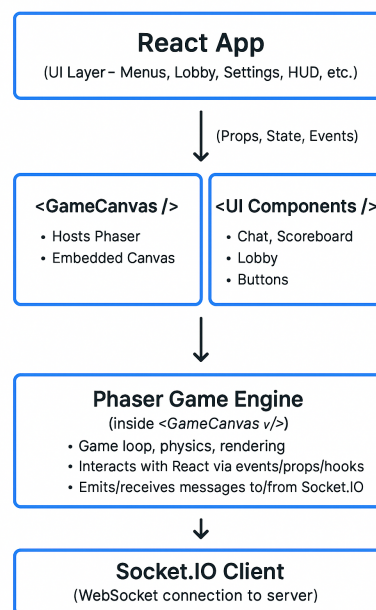 React App
(UI Layer – Menus, Lobby, Settings, HUD, etc.)
(Props, State, Events)
<GameCanvas />
• Hosts Phaser
• Embedded Canvas
<UI Components />
• Chat, Scoreboard
• Lobby
• Buttons
Phaser Game Engine
(inside <GameCanvas v/>)
• Game loop, physics, rendering
• Interacts with React via events/props/hooks
• Emits/receives messages to/from Socket.IO
Socket.IO Client
(WebSocket connection to server)